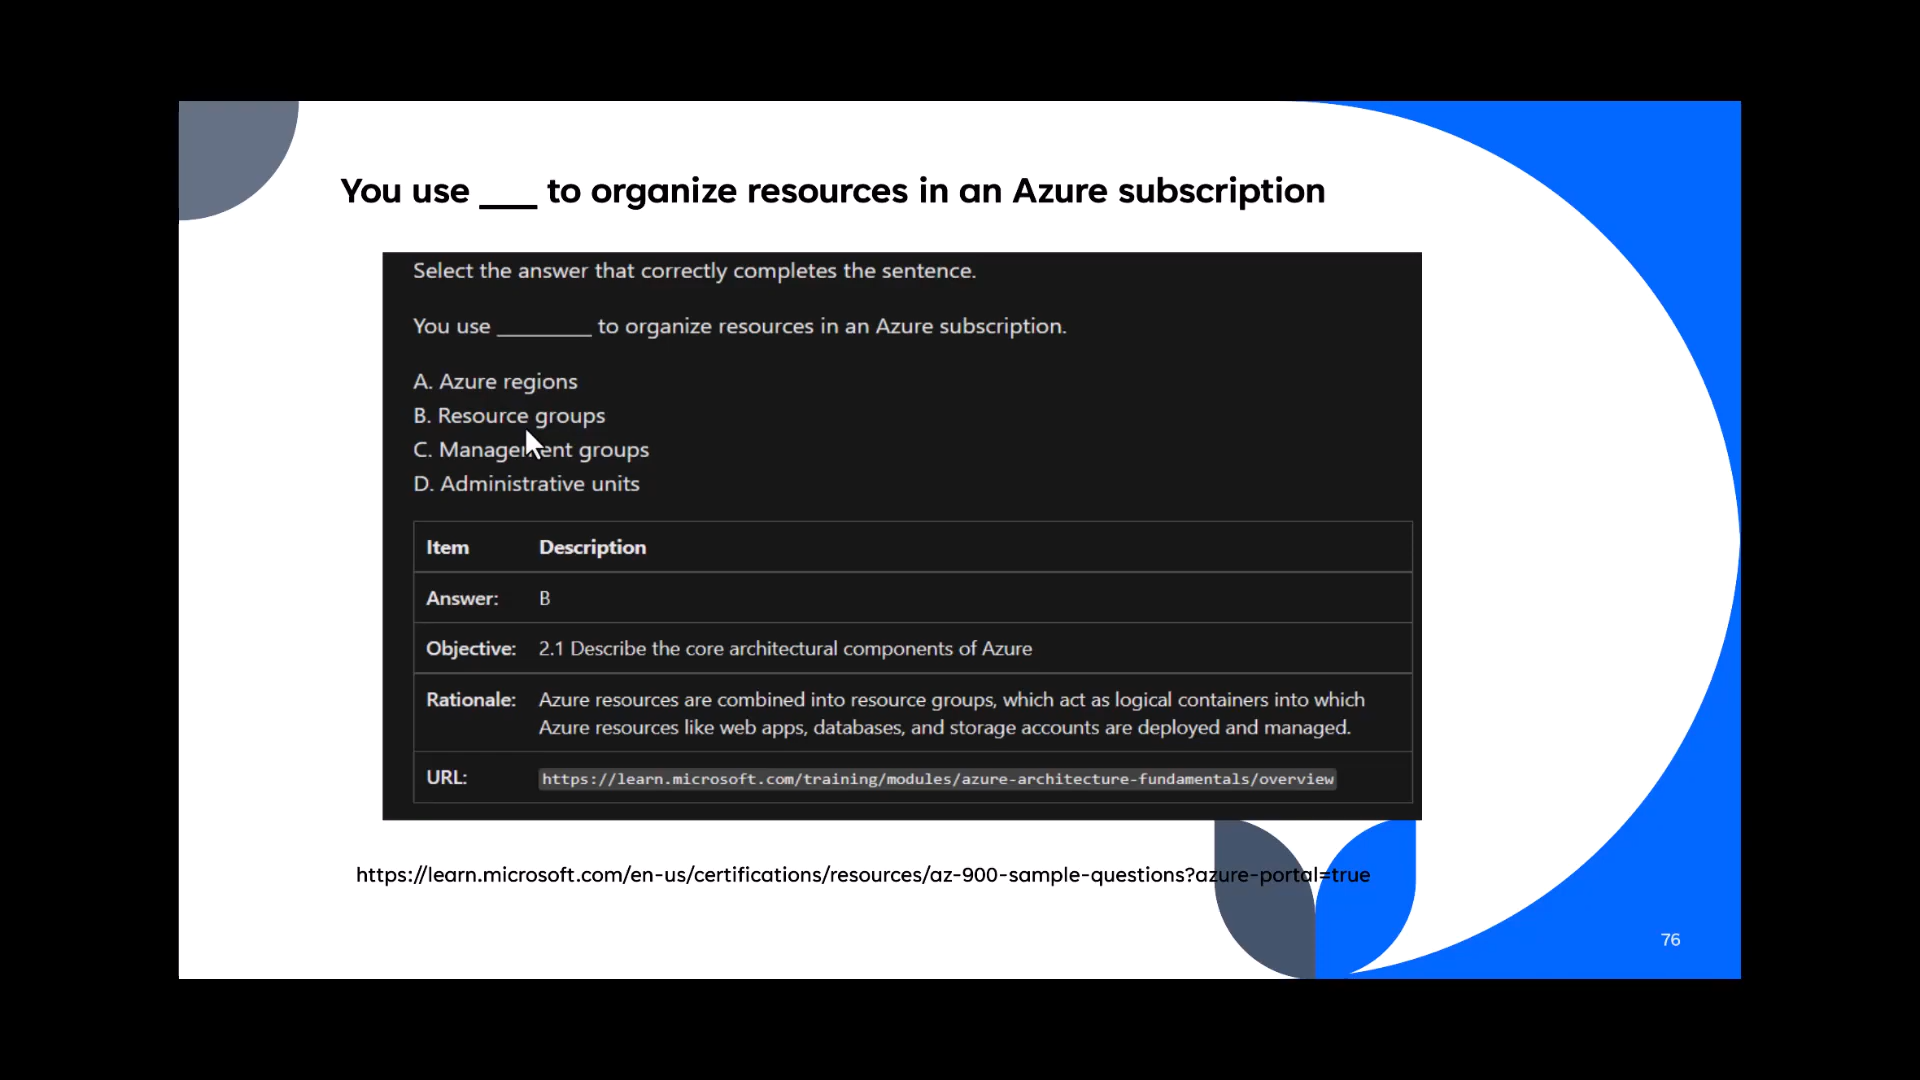 You use ___ to organize resources in an Azure subscription
Select the answer that correctly completes the sentence.
You use _________ to organize resources in an Azure subscription.
A. Azure regions
B. Resource groups
C. Management groups
D. Administrative units
Item Description
Answer: B
Objective: 2.1 Describe the core architectural components of Azure
Rationale: Azure resources are combined into resource groups, which act as logical containers into which
Azure resources like web apps, databases, and storage accounts are deployed and managed.
URL: https://learn.microsoft.com/training/modules/azure-architecture-fundamentals/overview
https://learn.microsoft.com/en-us/certifications/resources/az-900-sample-questions?azure-portal=true
76